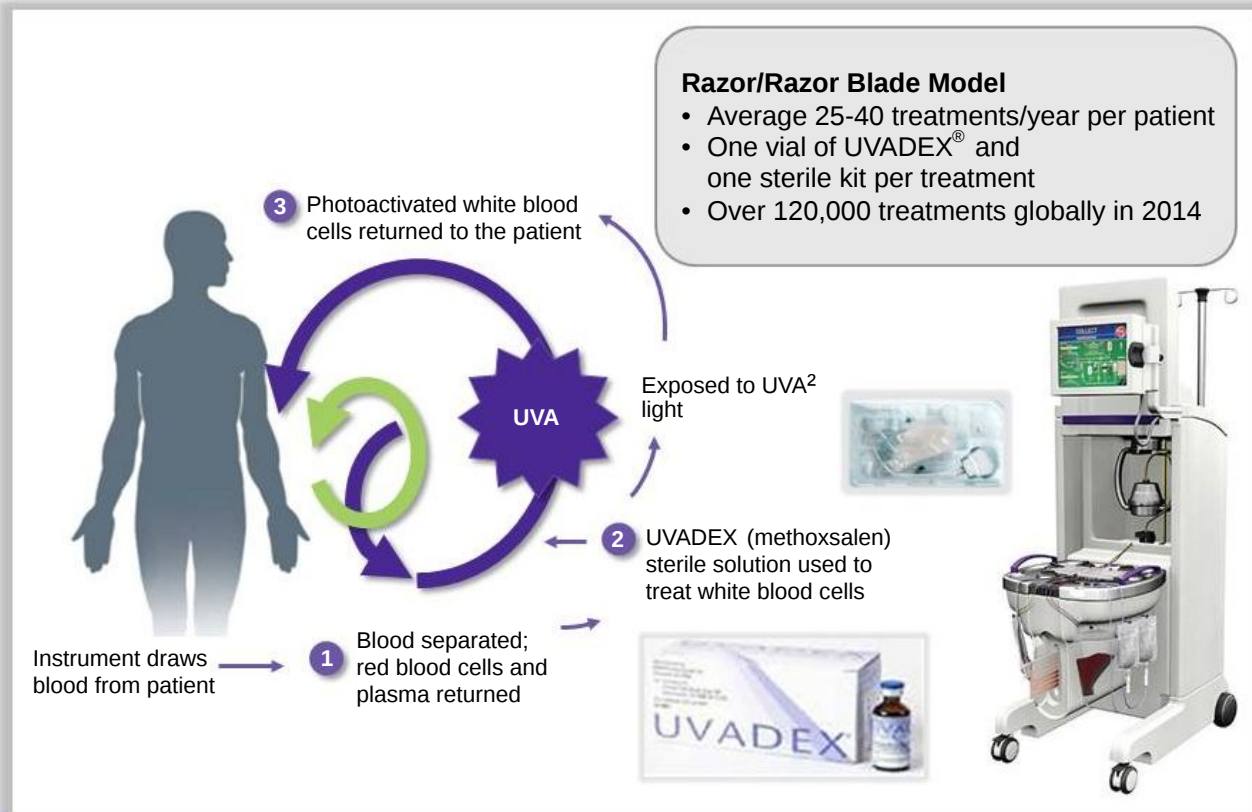 Razor/Razor Blade Model
• Average 25-40 treatments/year per patient
• One vial of UVADEX® and
one sterile kit per treatment
• Over 120,000 treatments globally in 2014
3 Photoactivated white blood
cells returned to the patient
UVA
Exposed to UVA²
light
COLLECT
2 UVADEX (methoxsalen)
sterile solution used to
treat white blood cells
1 Blood separated;
red blood cells and
plasma returned
Instrument draws
blood from patient
UVADEX